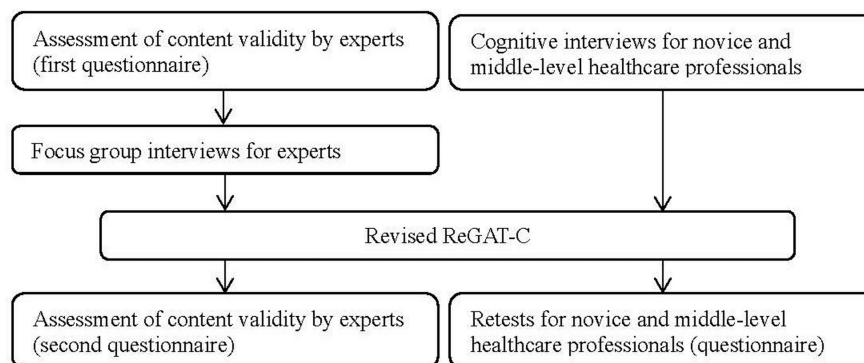 Assessment of content validity by experts
(first questionnaire)
Cognitive interviews for novice and
middle-level healthcare professionals
Focus group interviews for experts
Revised ReGAT-C
Assessment of content validity by experts
(second questionnaire)
Retests for novice and middle-level
healthcare professionals (questionnaire)